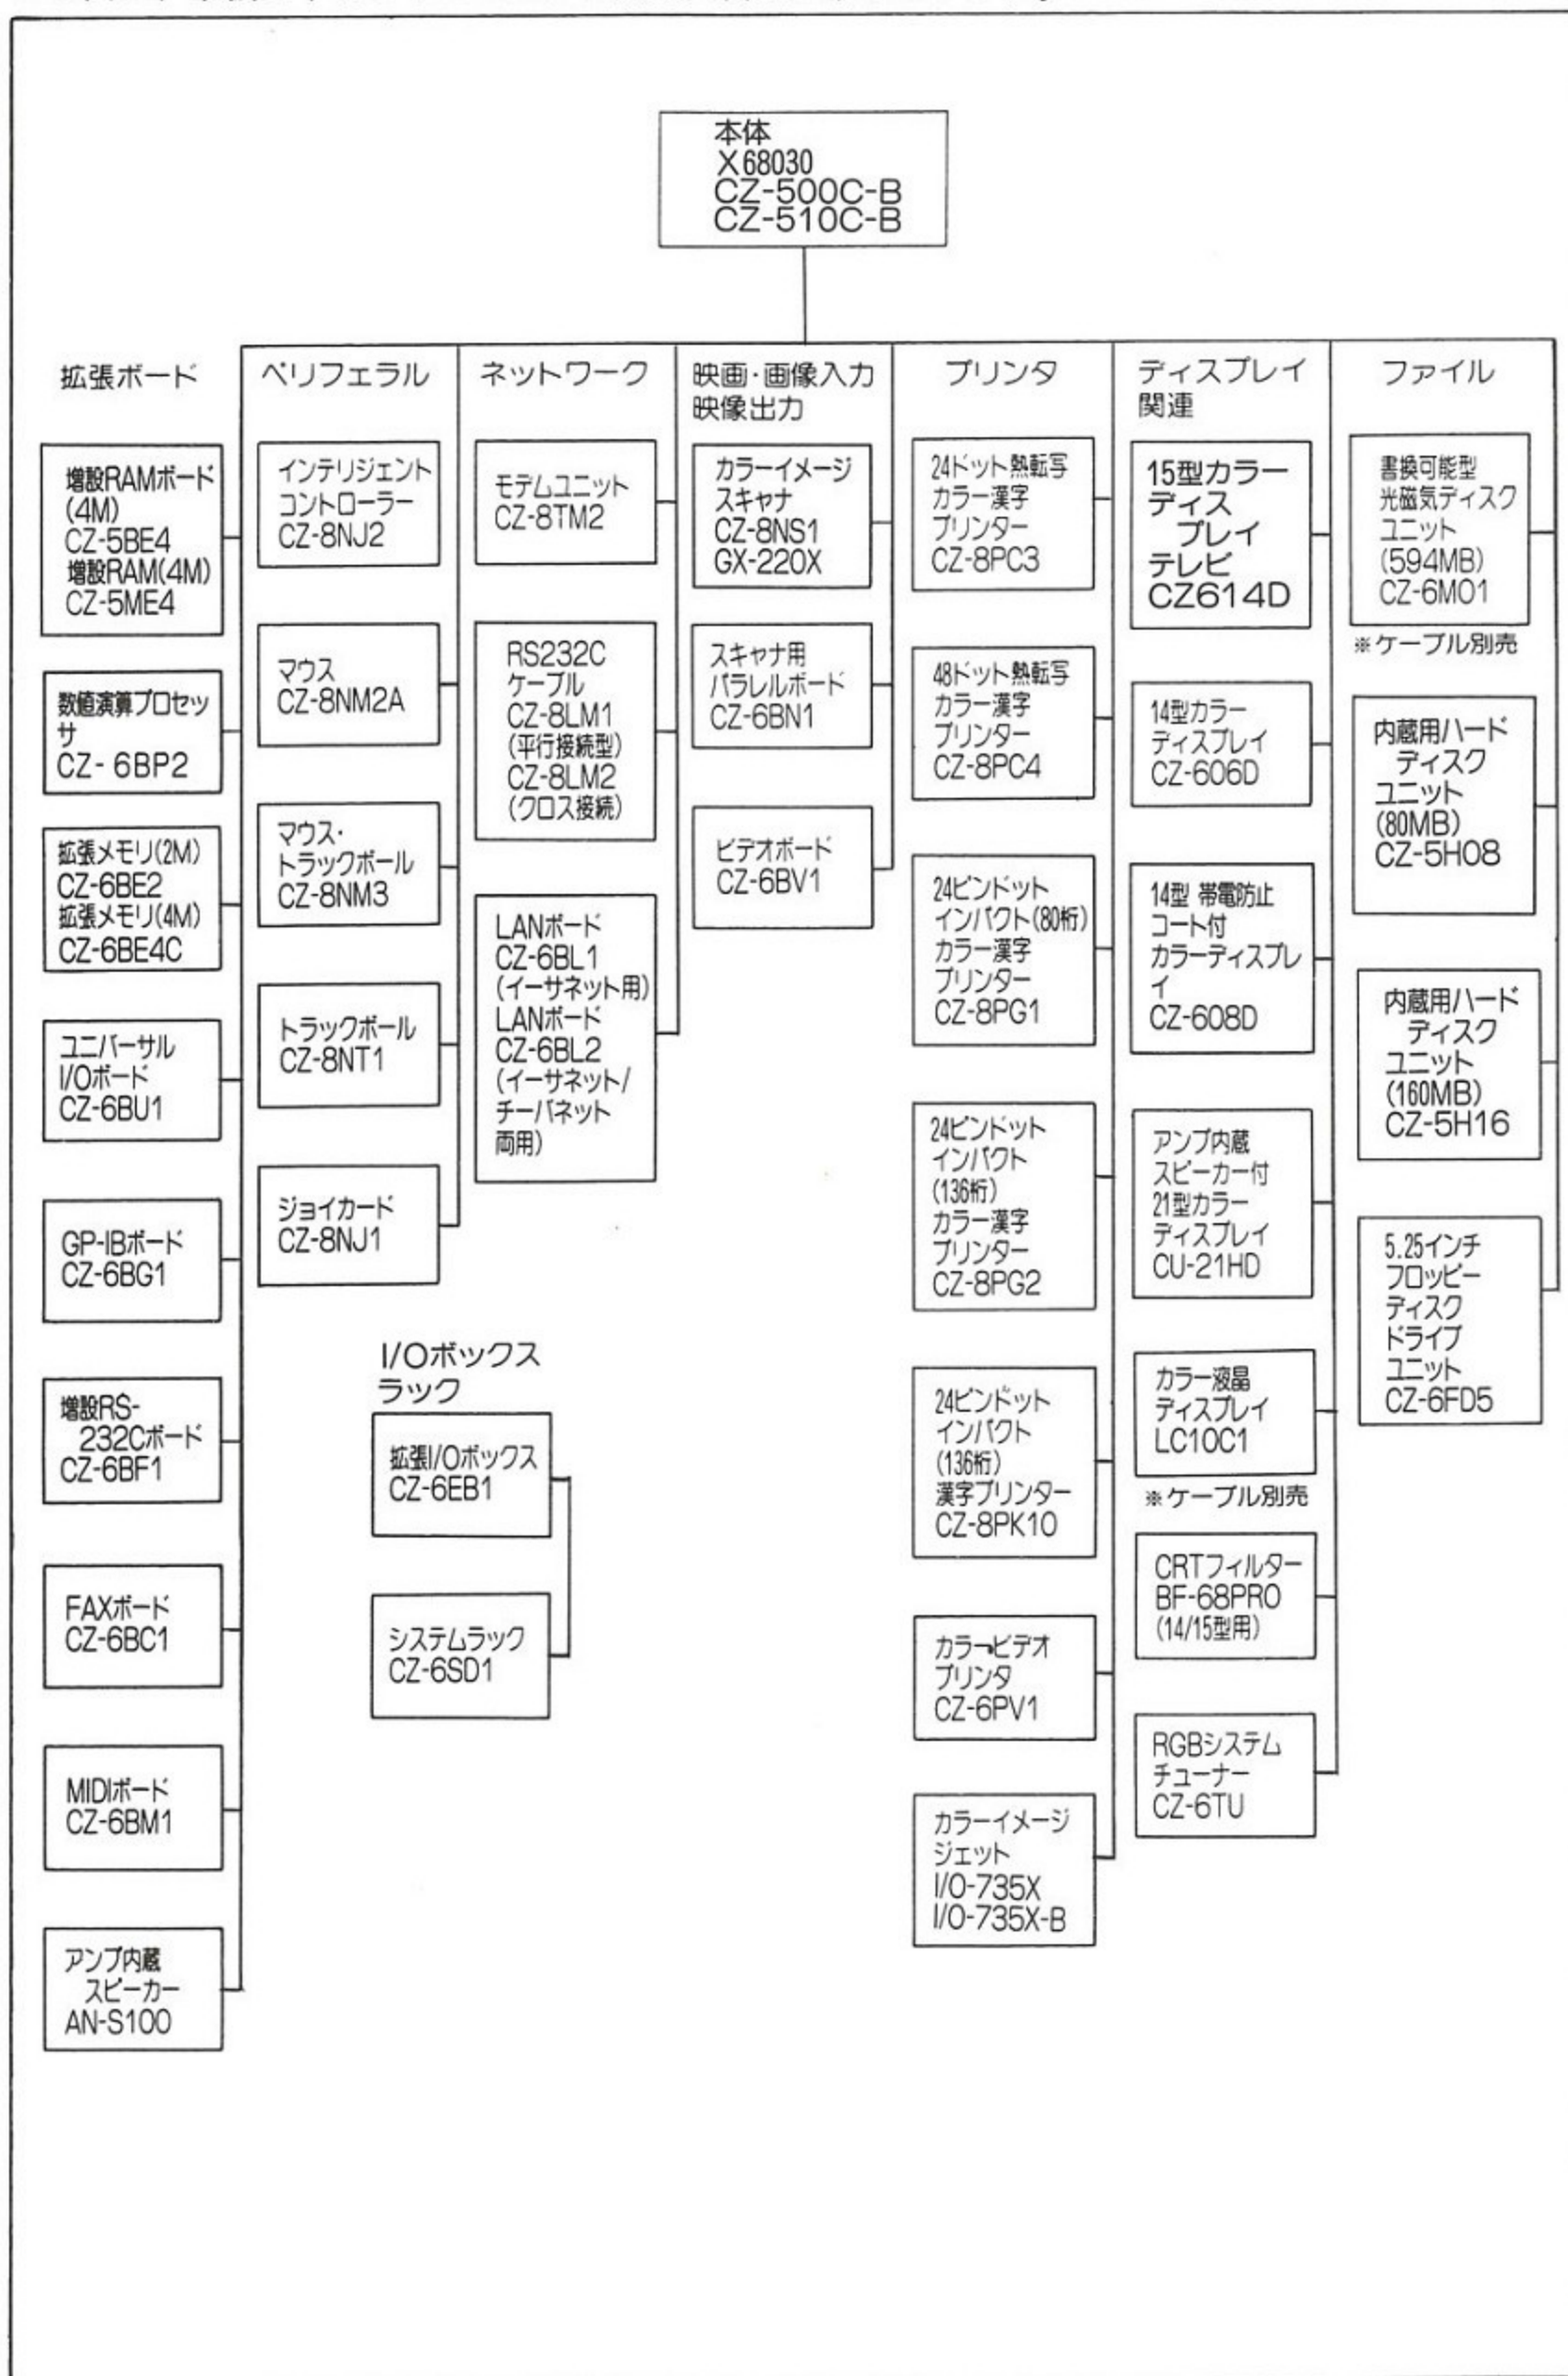 本体
X68030
CZ-500C-B
CZ-510C-B
拡張ボード
増設RAMボード
(4M)
CZ-5BE4
増設RAM(4M)
CZ-5ME4
数値演算プロセッ
サ
CZ- 6BP2
拡張メモリ(2M)
CZ-6BE2
拡張メモリ(4M)
CZ-6BE4C
ユニバーサル
I/Oボード
CZ-6BU1
GP-IBボード
CZ-6BG1
増設RS-
232Cボード
CZ-6BF1
FAXボード
CZ-6BC1
MIDIボード
CZ-6BM1
アンプ内蔵
スピーカー
AN-S100
ペリフェラル
インテリジェント
コントローラー
CZ-8NJ2
マウス
CZ-8NM2A
マウス・
トラックボール
CZ-8NM3
トラックボール
CZ-8NT1
ジョイカード
CZ-8NJ1
I/Oボックス
ラック
拡張I/Oボックス
CZ-6EB1
システムラック
CZ-6SD1
ネットワーク
モデムユニット
CZ-8TM2
RS232C
ケーブル
CZ-8LM1
(平行接続型)
CZ-8LM2
(クロス接続)
LANボード
CZ-6BL1
(イーサネット用)
LANボード
CZ-6BL2
(イーサネット/
チーパネット
両用)
映画・画像入力
映像出力
カラーイメージ
スキャナ
CZ-8NS1
GX-220X
スキャナ用
パラレルボード
CZ-6BN1
ビデオボード
CZ-6BV1
プリンタ
24ドット熱転写
カラー漢字
プリンター
CZ-8PC3
48ドット熱転写
カラー漢字
プリンター
CZ-8PC4
24ピンドット
インパクト(80桁)
カラー漢字
プリンター
CZ-8PG1
24ピンドット
インパクト
(136桁)
カラー漢字
プリンター
CZ-8PG2
24ピンドット
インパクト
(136桁)
漢字プリンター
CZ-8PK10
カラービデオ
プリンタ
CZ-6PV1
カラーイメージ
ジェット
I/O-735X
I/O-735X-B
ディスプレイ
関連
15型カラー
ディス
プレイ
テレビ
CZ614D
14型カラー
ディスプレイ
CZ-606D
14型 帯電防止
コート付
カラーディスプレ
イ
CZ-608D
アンプ内蔵
スピーカー付
21型カラー
ディスプレイ
CU-21HD
カラー液晶
ディスプレイ
LC10C1
※ケーブル別売
CRTフィルター
BF-68PRO
(14/15型用)
RGBシステム
チューナー
CZ-6TU
ファイル
書換可能型
光磁気ディスク
ユニット
(594MB)
CZ-6MO1
※ケーブル別売
内蔵用ハード
ディスク
ユニット
(80MB)
CZ-5H08
内蔵用ハード
ディスク
ユニット
(160MB)
CZ-5H16
5.25インチ
フロッピー
ディスク
ドライブ
ユニット
CZ-6FD5